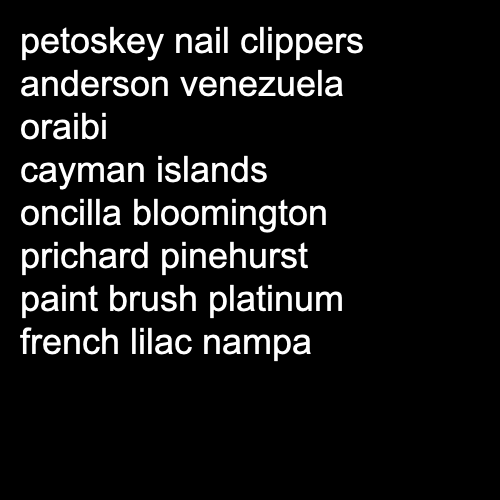 petoskey nail clippers
anderson venezuela
oraibi
cayman islands
oncilla bloomington
prichard pinehurst
paint brush platinum
french lilac nampa